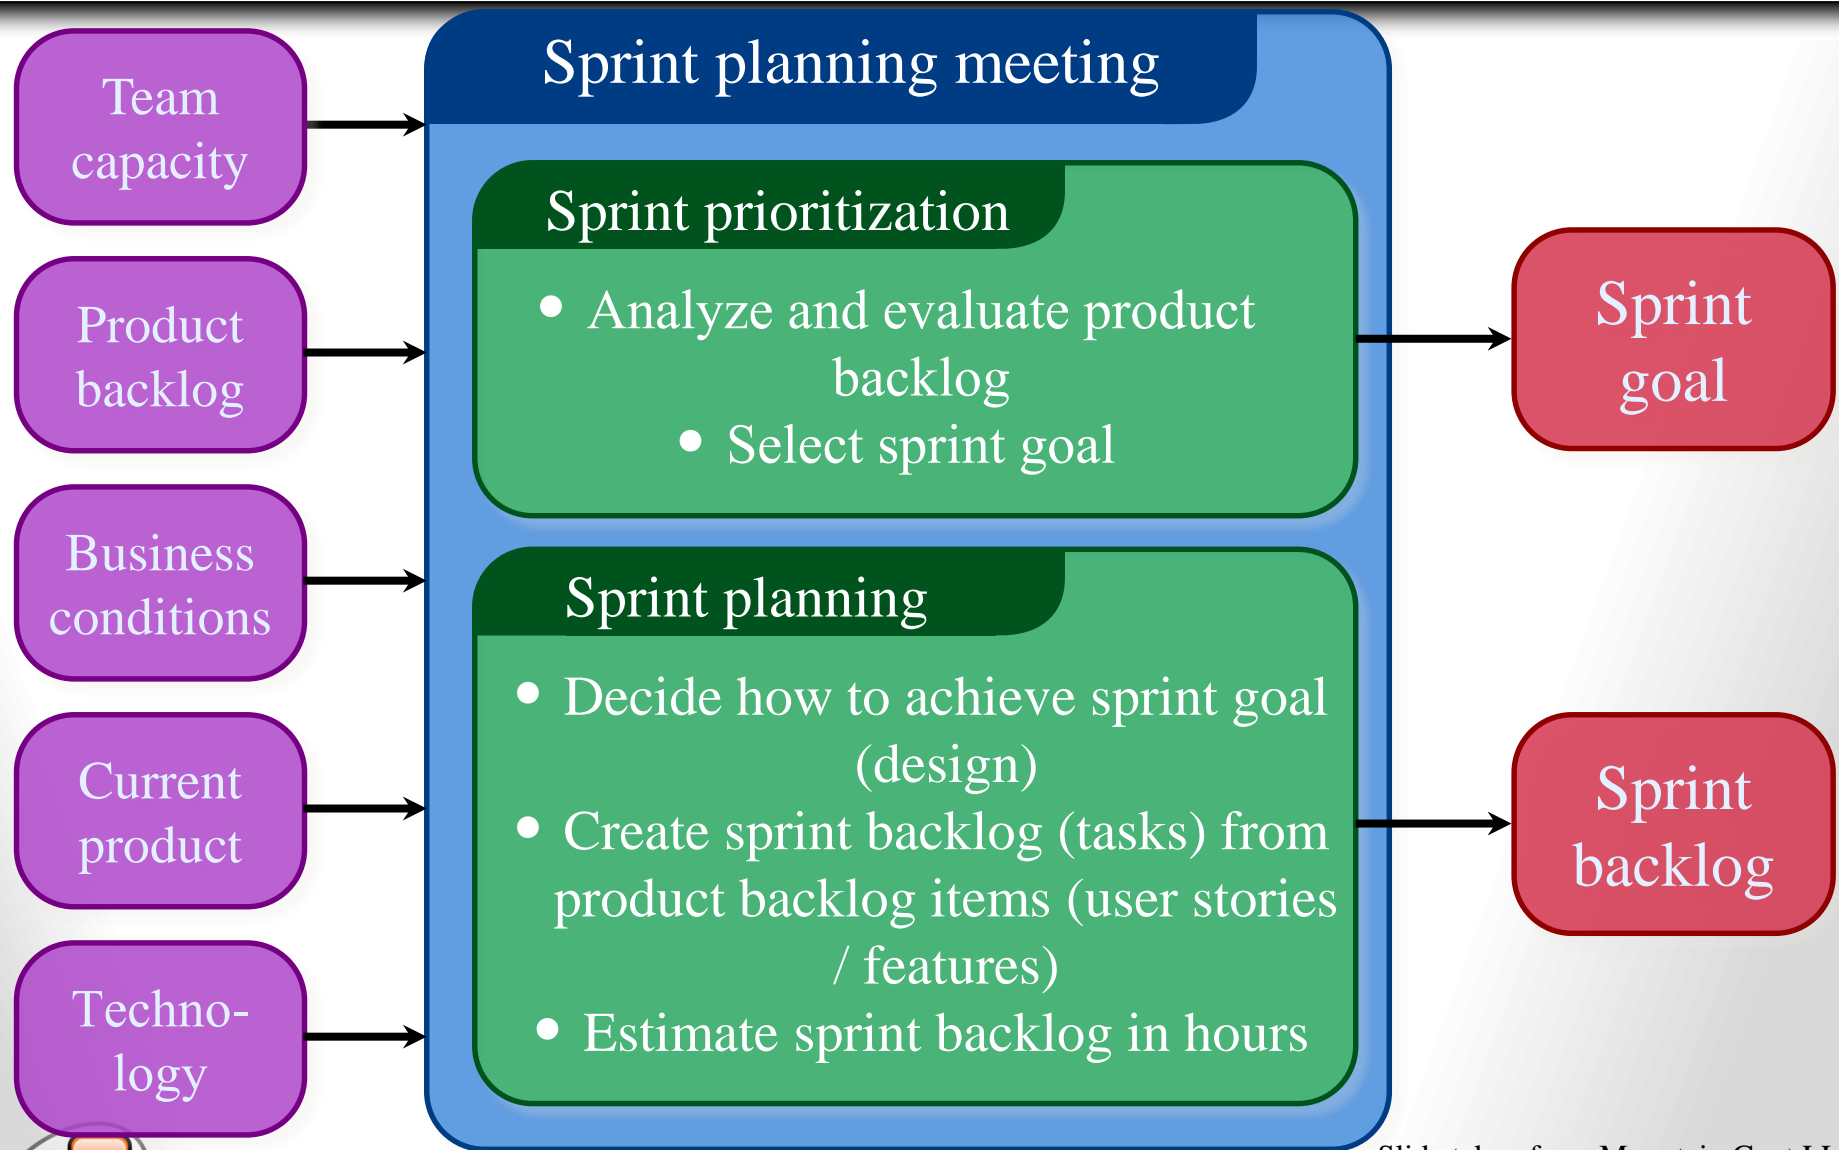 Team
capacity
Product
backlog
Business
conditions
Current
product
Techno-
logy
Sprint planning meeting
Sprint prioritization
• Analyze and evaluate product
backlog
• Select sprint goal
Sprint planning
• Decide how to achieve sprint goal
(design)
• Create sprint backlog (tasks) from
product backlog items (user stories
/ features)
• Estimate sprint backlog in hours
Sprint
goal
Sprint
backlog